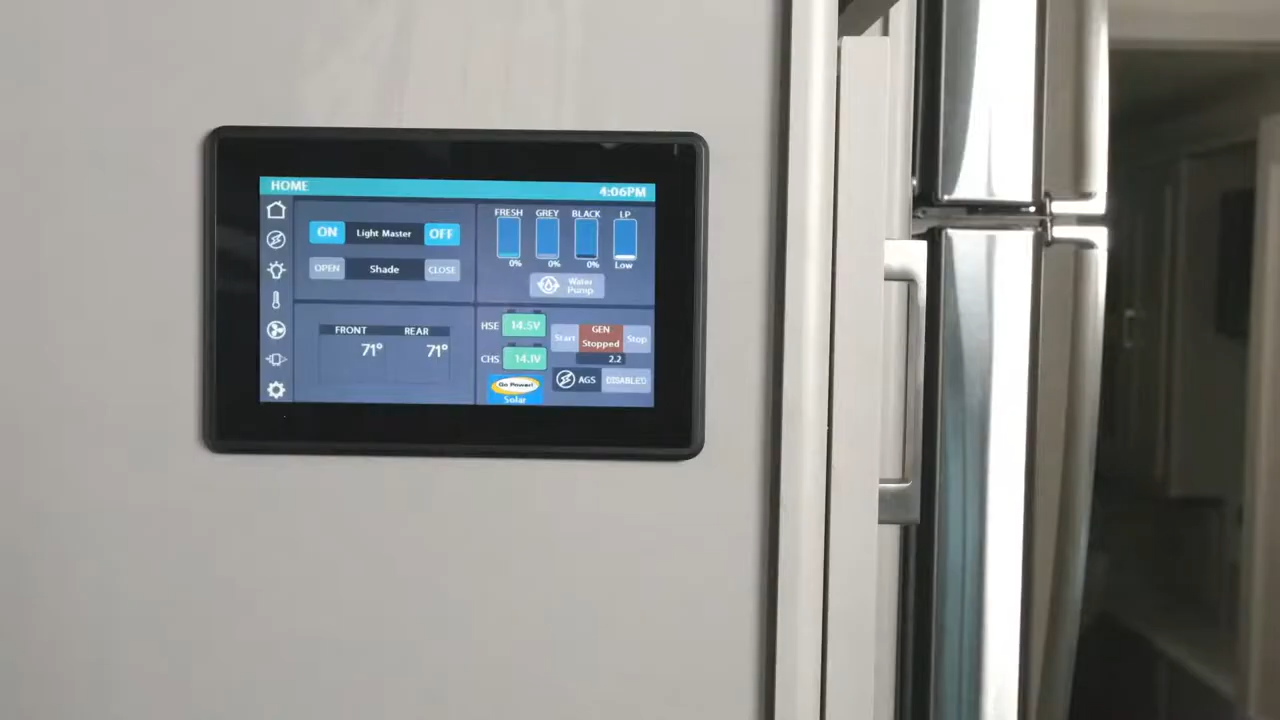 HOME 4:06PM
ON Light Master OFF
OPEN Shade CLOSE
FRESH GREY BLACK LP
0% 0% 0% Low
Water
Pump
FRONT REAR
71° 71°
HSE 14.5V
CHS 14.1V
Go Power!
Solar
Start GEN Stopped Stop
2.2
AGS DISABLED